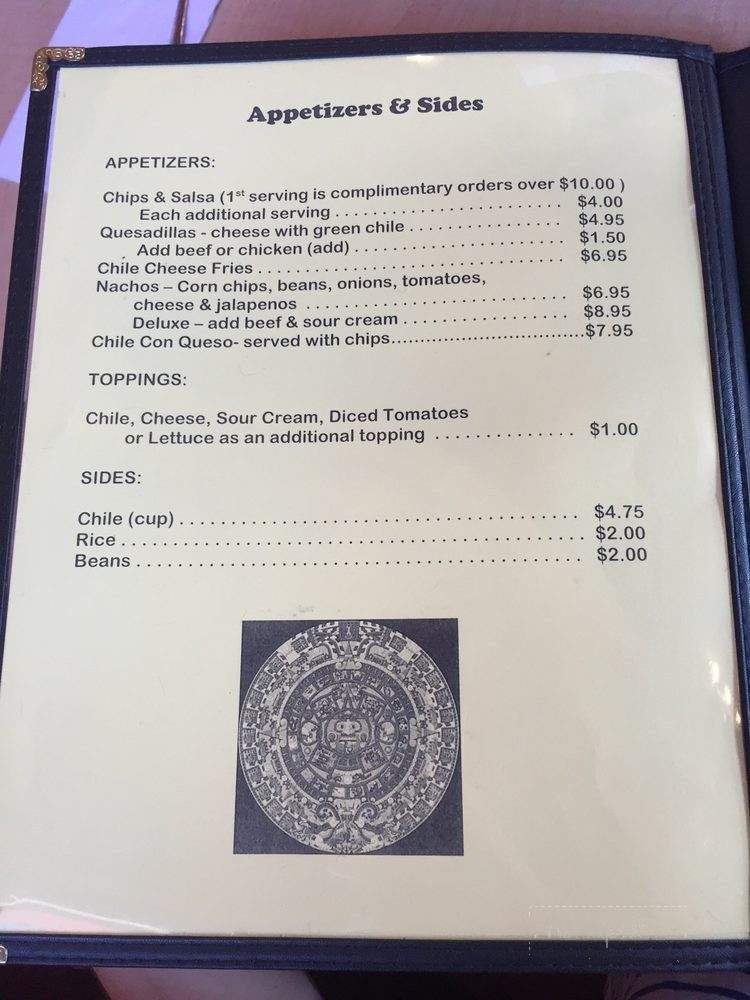 Appetizers & Sides
APPETIZERS:
Chips & Salsa (1st serving is complimentary orders over $10.00 )
Each additional serving . . . . . . . . . . . . . . . . . . . . . . $4.00
Quesadillas - cheese with green chile . . . . . . . . . . . . . . . $4.95
Add beef or chicken (add) . . . . . . . . . . . . . . . . . . . . $1.50
Chile Cheese Fries . . . . . . . . . . . . . . . . . . . . . . . . . . . . . $6.95
Nachos – Corn chips, beans, onions, tomatoes,
cheese & jalapenos . . . . . . . . . . . . . . . . . . . . . . . . . $6.95
Deluxe – add beef & sour cream . . . . . . . . . . . . . . . . $8.95
Chile Con Queso- served with chips..........................................$7.95
TOPPINGS:
Chile, Cheese, Sour Cream, Diced Tomatoes
or Lettuce as an additional topping . . . . . . . . . . . . . . $1.00
SIDES:
Chile (cup) . . . . . . . . . . . . . . . . . . . . . . . . . . . . . . . . . . . . . . $4.75
Rice . . . . . . . . . . . . . . . . . . . . . . . . . . . . . . . . . . . . . . . . . . . $2.00
Beans . . . . . . . . . . . . . . . . . . . . . . . . . . . . . . . . . . . . . . . . . $2.00